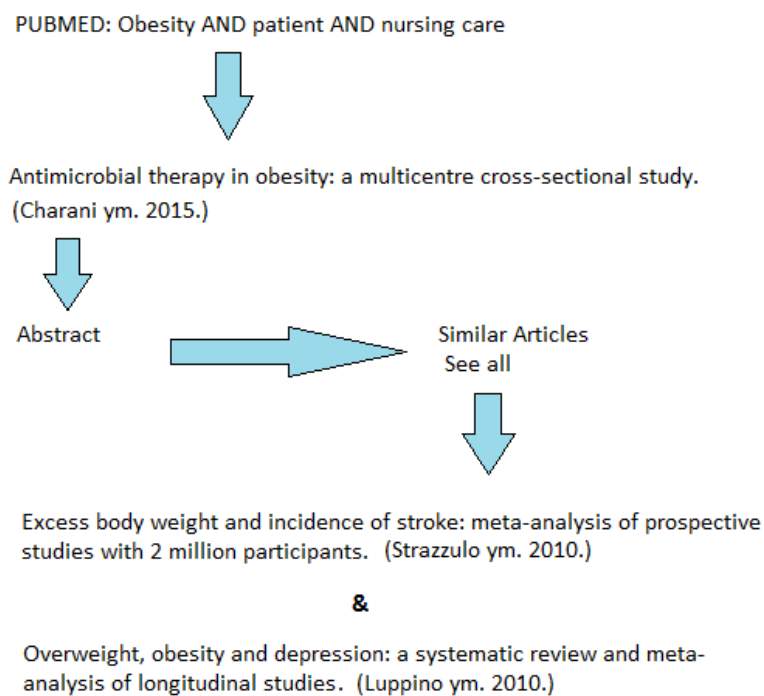 PUBMED: Obesity AND patient AND nursing care
Antimicrobial therapy in obesity: a multicentre cross-sectional study.
(Charani ym. 2015.)
Abstract
Similar Articles
See all
Excess body weight and incidence of stroke: meta-analysis of prospective
studies with 2 million participants. (Strazzulo ym. 2010.)
&
Overweight, obesity and depression: a systematic review and meta-
analysis of longitudinal studies. (Luppino ym. 2010.)